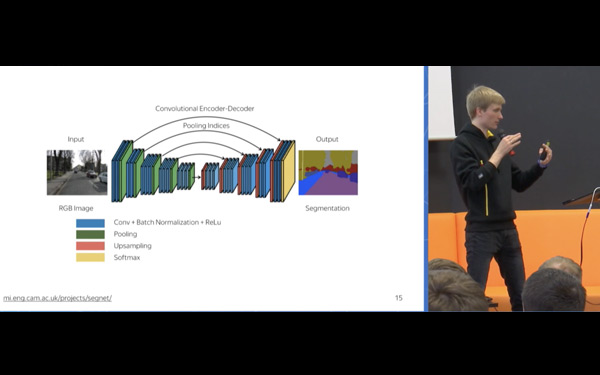 Convolutional Encoder-Decoder
Pooling Indices
Input
Output
RGB Image
Segmentation
Conv + Batch Normalization + ReLu
Pooling
Upsampling
Softmax
mi.eng.cam.ac.uk/projects/segnet/
15